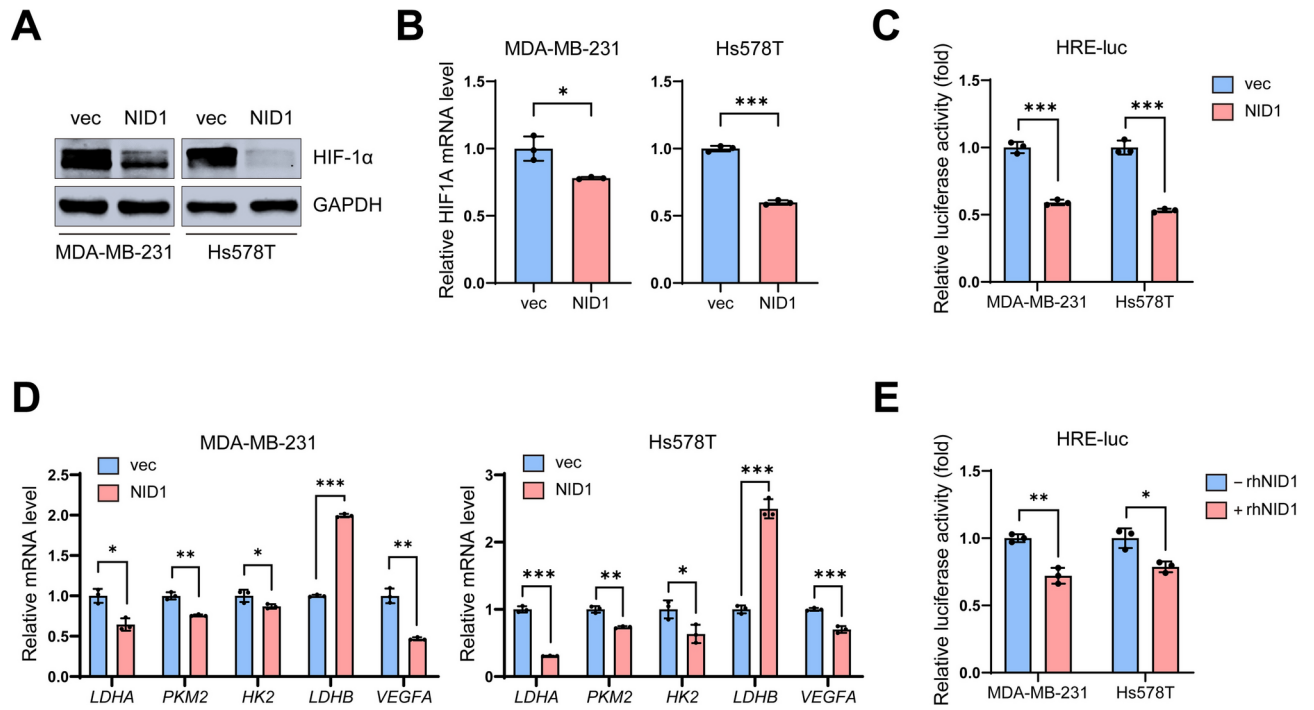 A
vec NID1 vec NID1
HIF-1α
GAPDH
MDA-MB-231 Hs578T
B
MDA-MB-231 Hs578T
Relative HIF1A mRNA level
1.5 1.5
1.0 1.0
0.5 0.5
0.0 0.0
* ***
vec NID1 vec NID1
C
HRE-luc
Relative luciferase activity (fold)
1.5
1.0
0.5
0.0
*** ***
MDA-MB-231 Hs578T
vec
NID1
D
MDA-MB-231
Relative mRNA level
2.5
2.0
1.5
1.0
0.5
0.0
vec
NID1
* ** * *** **
LDHA PKM2 HK2 LDHB VEGFA
Hs578T
Relative mRNA level
3
2
1
0
vec
NID1
*** ** * *** ***
LDHA PKM2 HK2 LDHB VEGFA
E
HRE-luc
Relative luciferase activity (fold)
1.5
1.0
0.5
0.0
** *
MDA-MB-231 Hs578T
– rhNID1
+ rhNID1